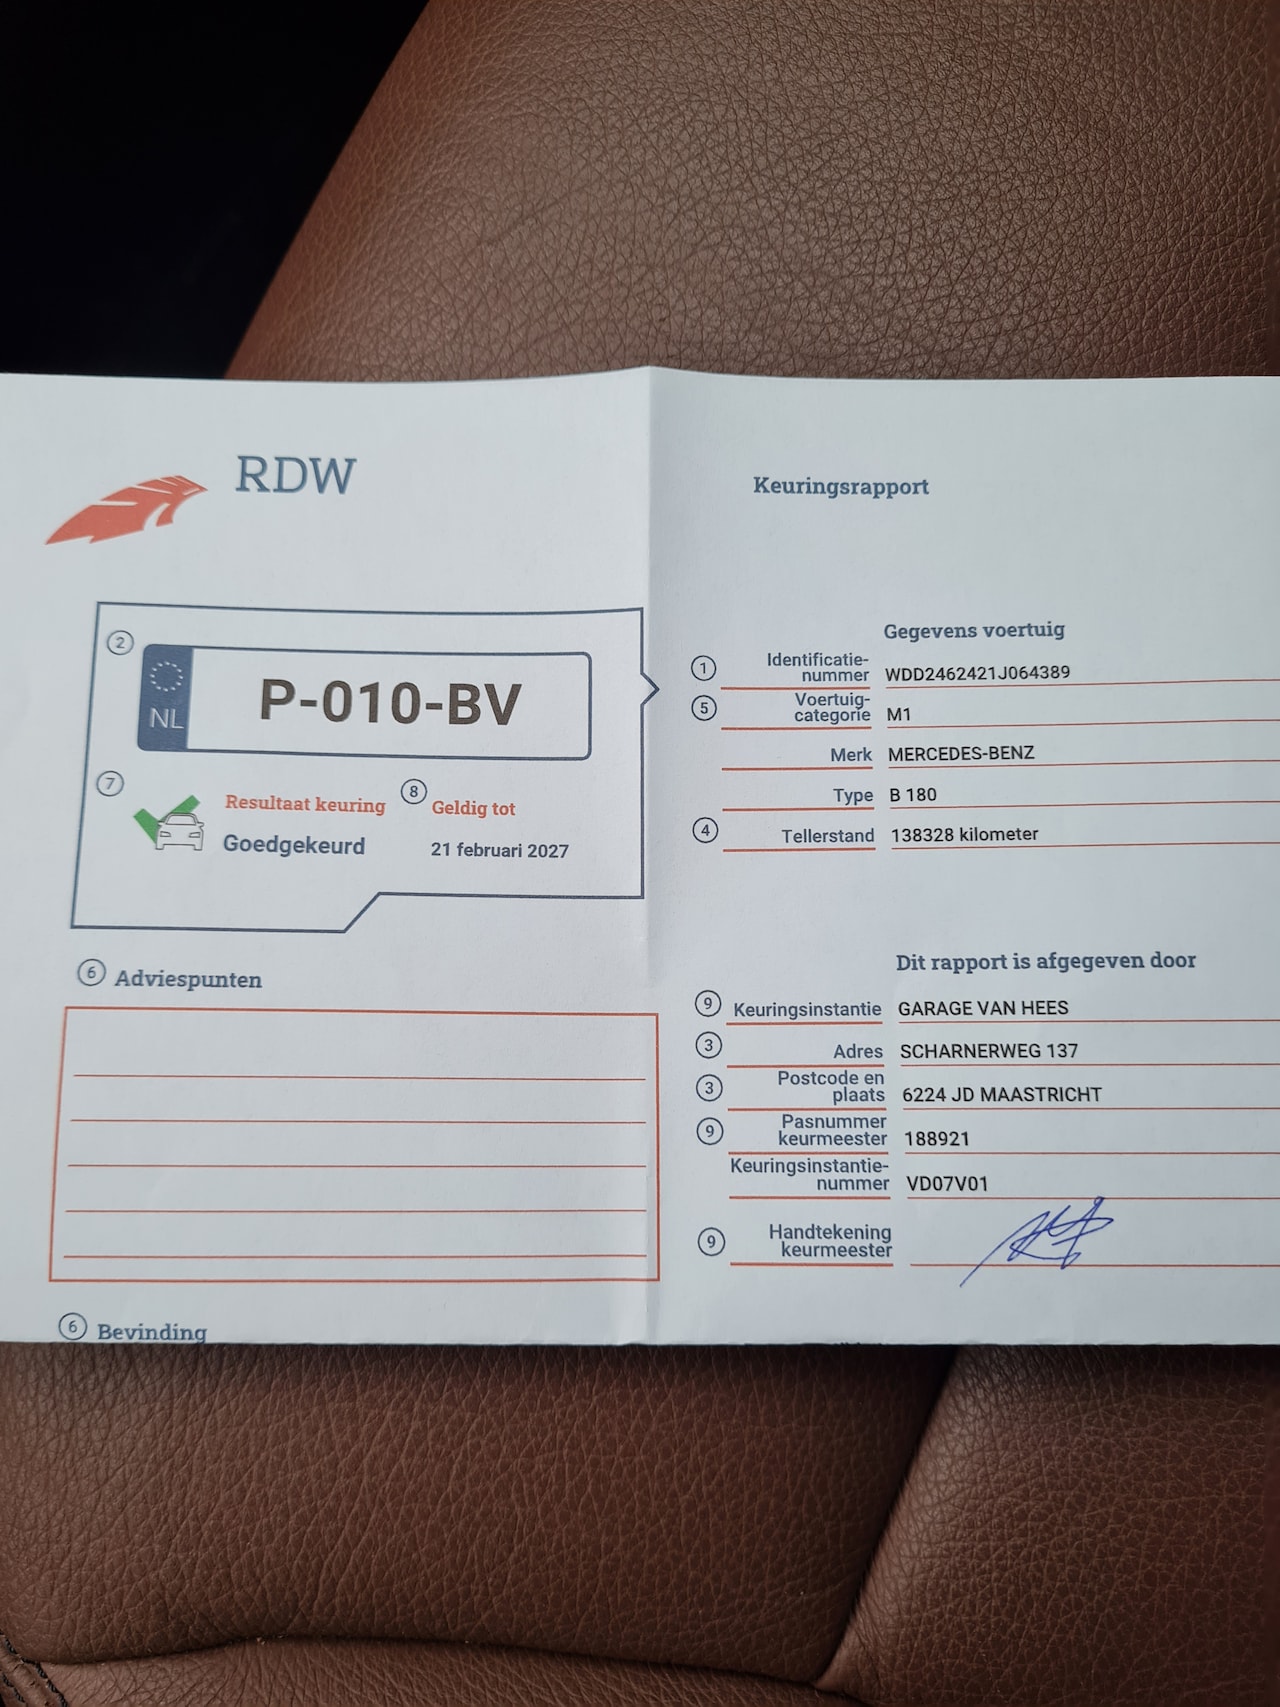 RDW
Keuringsrapport
2
NL
P-010-BV
7
Resultaat keuring
8
Geldig tot
Goedgekeurd
21 februari 2027
Gegevens voertuig
1
Identificatie-
nummer
WDD2462421J064389
5
Voertuig-
categorie
M1
Merk
MERCEDES-BENZ
Type
B 180
4
Tellerstand
138328 kilometer
6
Adviespunten
Dit rapport is afgegeven door
9
Keuringsinstantie
GARAGE VAN HEES
3
Adres
SCHARNERWEG 137
3
Postcode en
plaats
6224 JD MAASTRICHT
9
Pasnummer
keurmeester
188921
Keuringsinstantie-
nummer
VD07V01
9
Handtekening
keurmeester
6
Bevinding